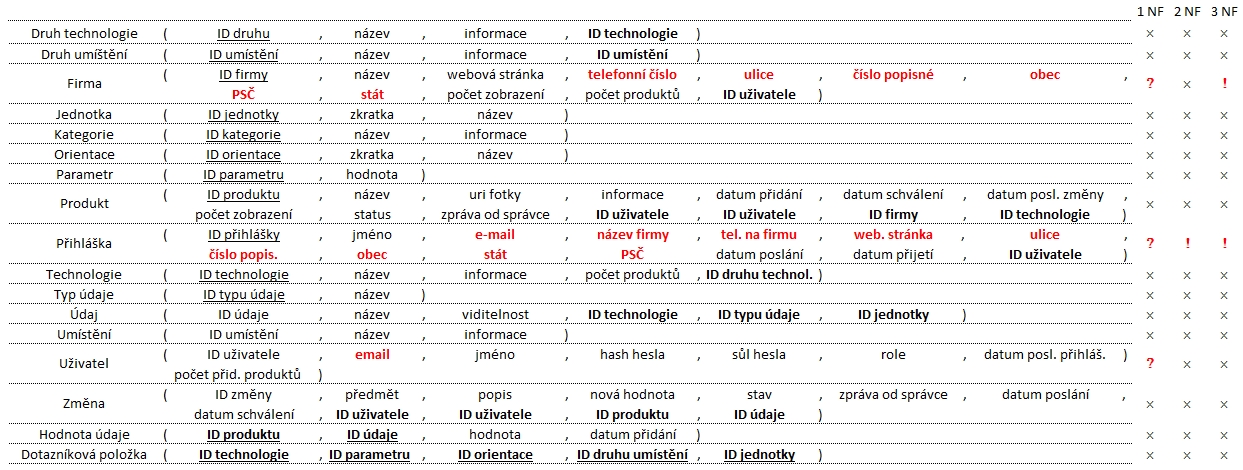 1 NF 2 NF 3 NF
Druh technologie ( ID druhu , název , informace , ID technologie ) × × ×
Druh umíštění ( ID umístění , název , informace , ID umístění ) × × ×
Firma ( ID firmy , název , webová stránka , telefonní číslo , ulice , číslo popisné , obec , ? × !
PSČ , stát , počet zobrazení , počet produktů , ID uživatele )
Jednotka ( ID jednotky , zkratka , název ) × × ×
Kategorie ( ID kategorie , název , informace ) × × ×
Orientace ( ID orientace , zkratka , název ) × × ×
Parametr ( ID parametru , hodnota ) × × ×
Produkt ( ID produktu , název , uri fotky , informace , datum přidání , datum schválení , datum posl. změny , × × ×
počet zobrazení , status , zpráva od správce , ID uživatele , ID uživatele , ID firmy , ID technologie )
Přihláška ( ID přihlášky , jméno , e-mail , název firmy , tel. na firmu , web. stránka , ulice , ? ! !
číslo popis. , obec , stát , PSČ , datum poslání , datum přijetí , ID uživatele )
Technologie ( ID technologie , název , informace , počet produktů , ID druhu technol. ) × × ×
Typ údaje ( ID typu údaje , název ) × × ×
Údaj ( ID údaje , název , viditelnost , ID technologie , ID typu údaje , ID jednotky ) × × ×
Umístění ( ID umístění , název , informace ) × × ×
Uživatel ( ID uživatele , email , jméno , hash hesla , sůl hesla , role , datum posl. přihláš. ) ? × ×
počet přid. produktů )
Změna ( ID změny , předmět , popis , nová hodnota , stav , zpráva od správce , datum poslání , × × ×
datum schválení , ID uživatele , ID uživatele , ID produktu , ID údaje )
Hodnota údaje ( ID produktu , ID údaje , hodnota , datum přidání ) × × ×
Dotazníková položka ( ID technologie , ID parametru , ID orientace , ID druhu umístění , ID jednotky ) × × ×